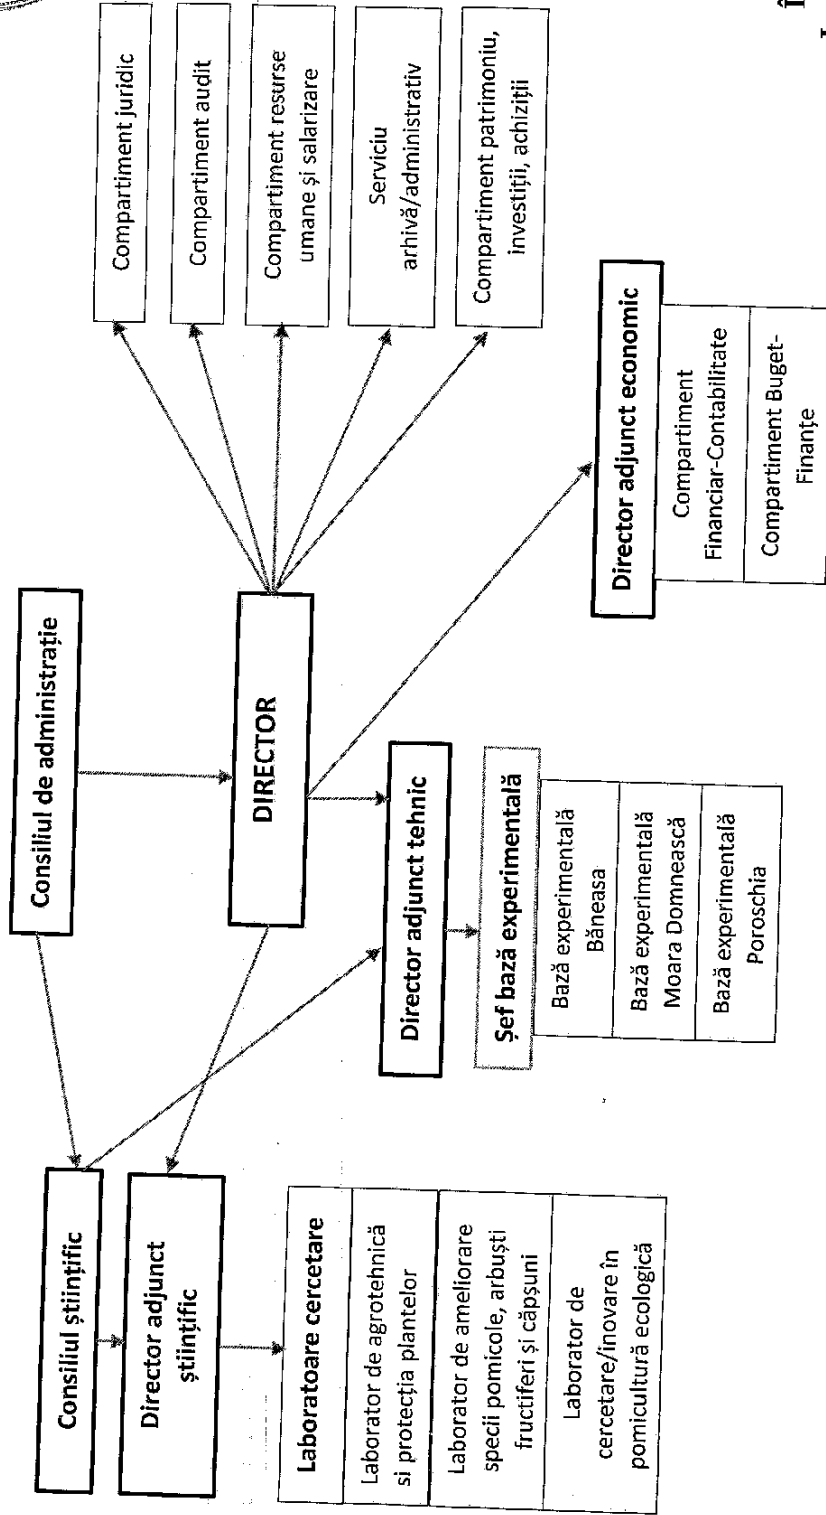 Consiliul de administrație
Consiliul științific
Director adjunct
științific
DIRECTOR
Compartiment juridic
Compartiment audit
Compartiment resurse
umane și salarizare
Serviciu
arhivă/administrativ
Compartiment patrimoniu,
investiții, achiziții
Laboratoare cercetare
Laborator de agrotehnică
si protecția plantelor
Laborator de ameliorare
specii pomicole, arbuști
fructiferi și căpșuni
Laborator de
cercetare/inovare în
pomicultură ecologică
Director adjunct tehnic
Șef bază experimentală
Bază experimentală
Băneasa
Bază experimentală
Moara Domnească
Bază experimentală
Poroschia
Director adjunct economic
Compartiment
Financiar-Contabilitate
Compartiment Buget-
Finanțe